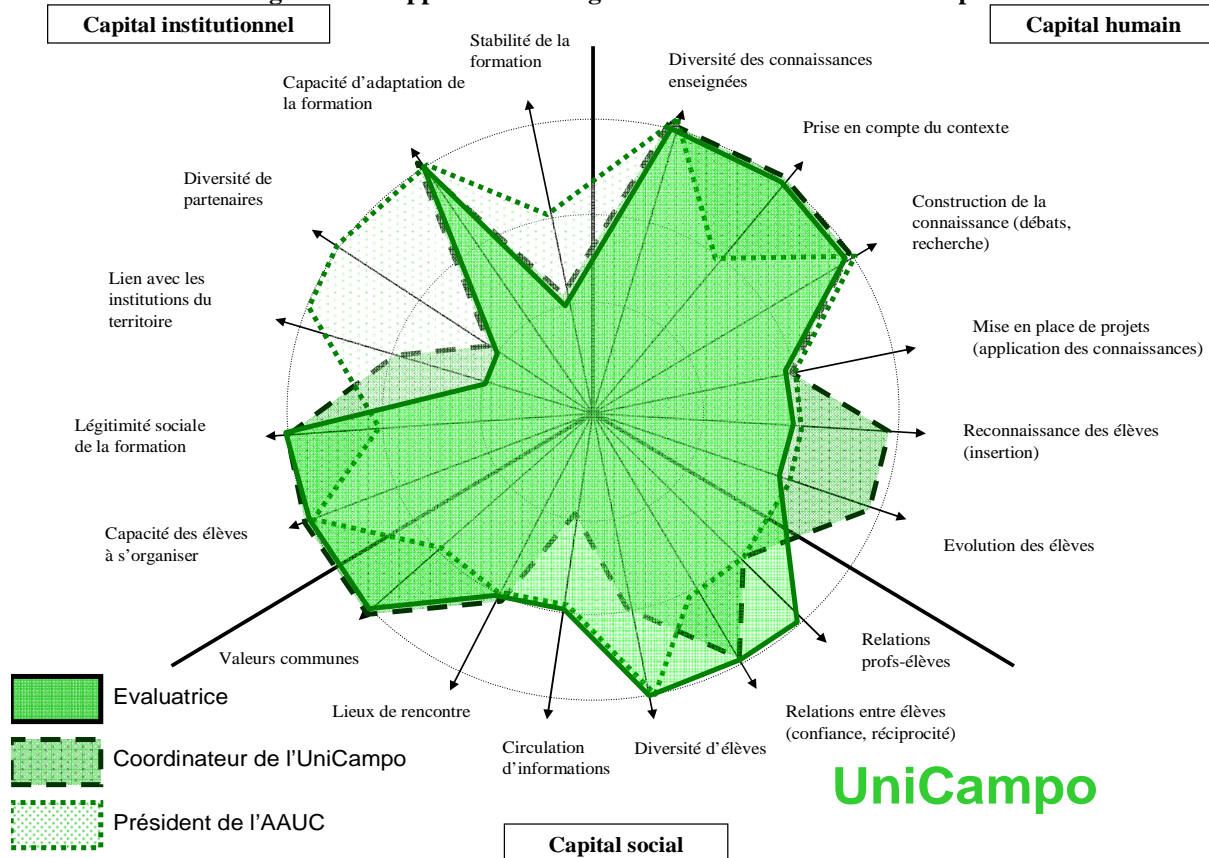 Capital institutionnel
Capital humain
Stabilité de la
formation
Capacité d'adaptation de
la formation
Diversité de
partenaires
Lien avec les
institutions du
territoire
Légitimité sociale
de la formation
Capacité des élèves
à s'organiser
Valeurs communes
Lieux de rencontre
Circulation
d'informations
Diversité d'élèves
Relations entre élèves
(confiance, réciprocité)
Relations
profs-élèves
Evolution des élèves
Reconnaissance des élèves
(insertion)
Mise en place de projets
(application des connaissances)
Construction de la
connaissance (débats,
recherche)
Prise en compte du contexte
Diversité des connaissances
enseignées
Evaluatrice
Coordinateur de l'UniCampo
Président de l'AAUC
UniCampo
Capital social